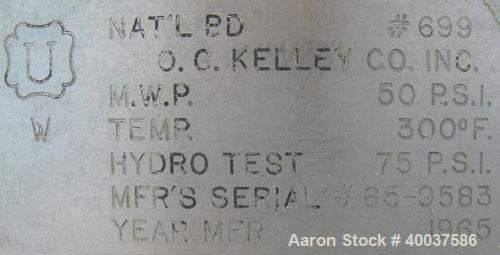 NAT'L BD #699
U O. G. KELLEY CO. INC.
M.W.P. 50 P.S.I.
W TEMP. 300°F.
HYDRO TEST 75 P.S.I.
MFR'S SERIAL # 65-9583
YEAR MFR 1965
Aaron Stock # 40037586